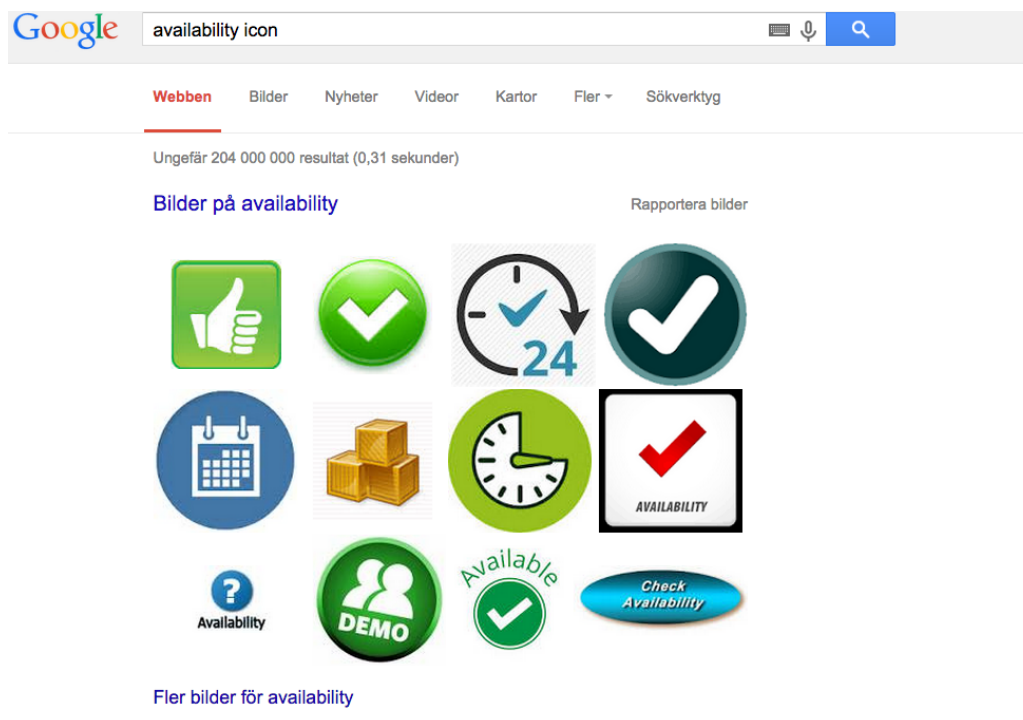 Google
availability icon
Webben Bilder Nyheter Videor Kartor Fler Sökverktyg
Ungefär 204 000 000 resultat (0,31 sekunder)
Bilder på availability Rapportera bilder
24
AVAILABILITY
?
Availability
DEMO
Available
Check
Availability
Fler bilder för availability